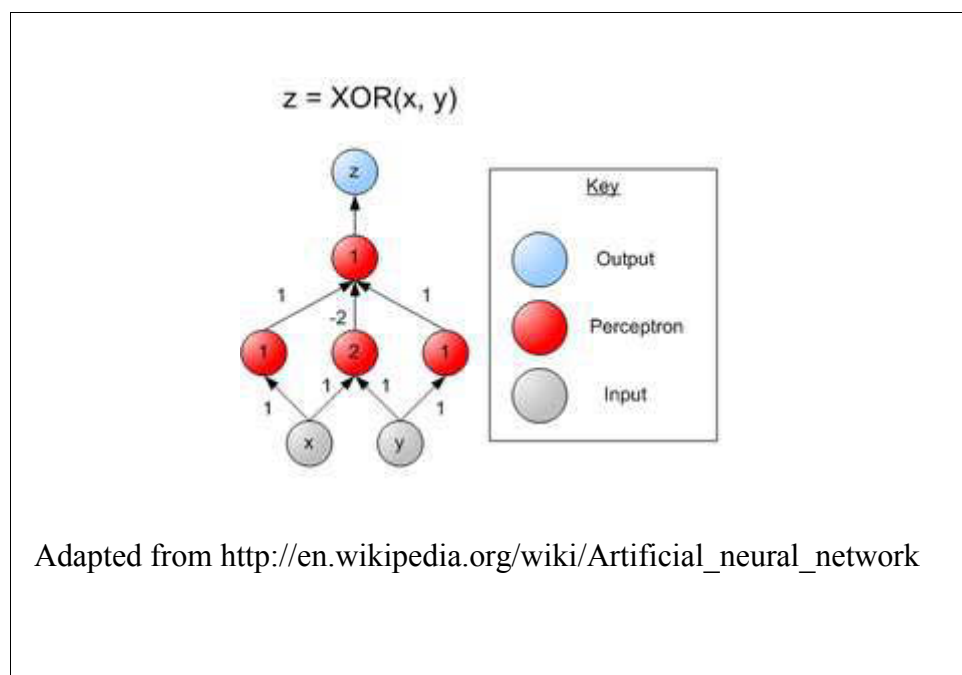 z = XOR(x, y)
z
Key
Output
1
1
1
-2
Perceptron
1
2
1
1
1
1
1
Input
x
y
Adapted from http://en.wikipedia.org/wiki/Artificial_neural_network